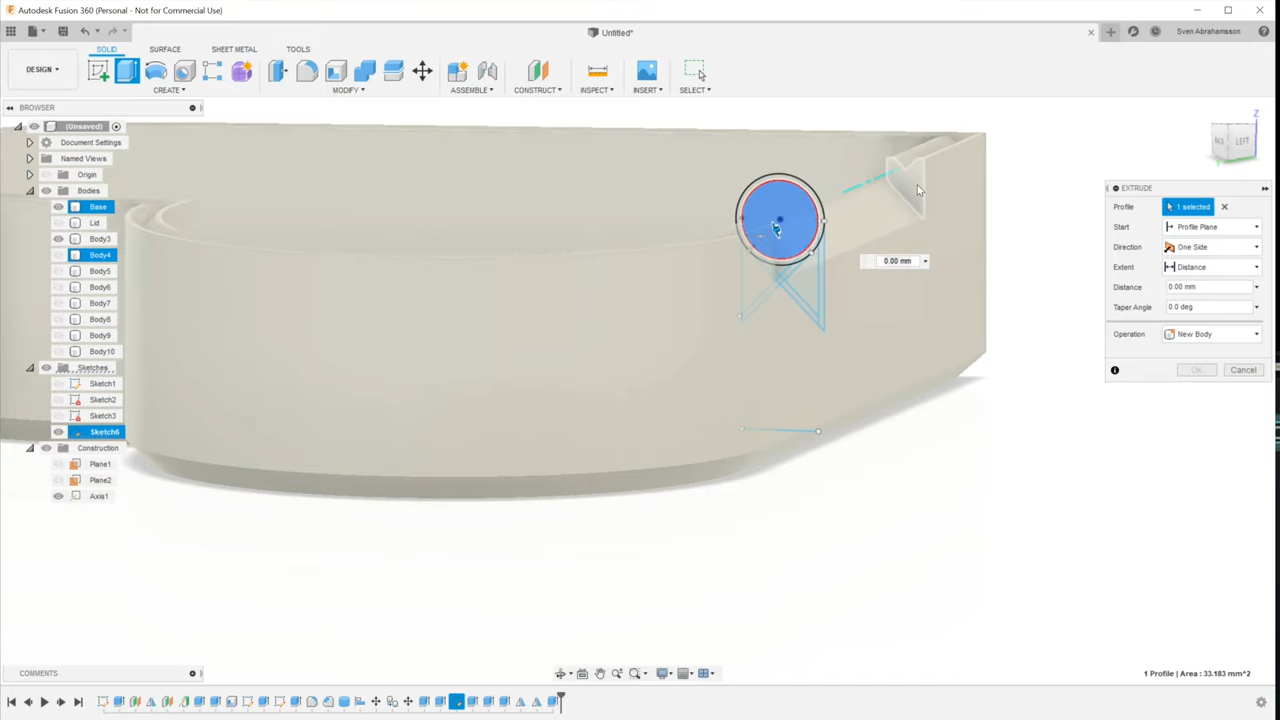 Autodesk Fusion 360 (Personal - Not for Commercial Use)
Untitled*
Sven Abrahamsson
SOLID
SURFACE
SHEET METAL
TOOLS
DESIGN
CREATE
MODIFY
ASSEMBLE
CONSTRUCT
INSPECT
INSERT
SELECT
BROWSER
(Unsaved)
Document Settings
Named Views
Origin
Bodies
Base
Lid
Body3
Body4
Body5
Body6
Body7
Body8
Body9
Body10
Sketches
Sketch1
Sketch2
Sketch3
Sketch6
Construction
Plane1
Plane2
Axis1
Z
LEFT
0.00 mm
EXTRUDE
Profile
1 selected
Start
Profile Plane
Direction
One Side
Extent
Distance
Distance
0.00 mm
Taper Angle
0.0 deg
Operation
New Body
OK
Cancel
COMMENTS
1 Profile | Area : 33.183 mm^2